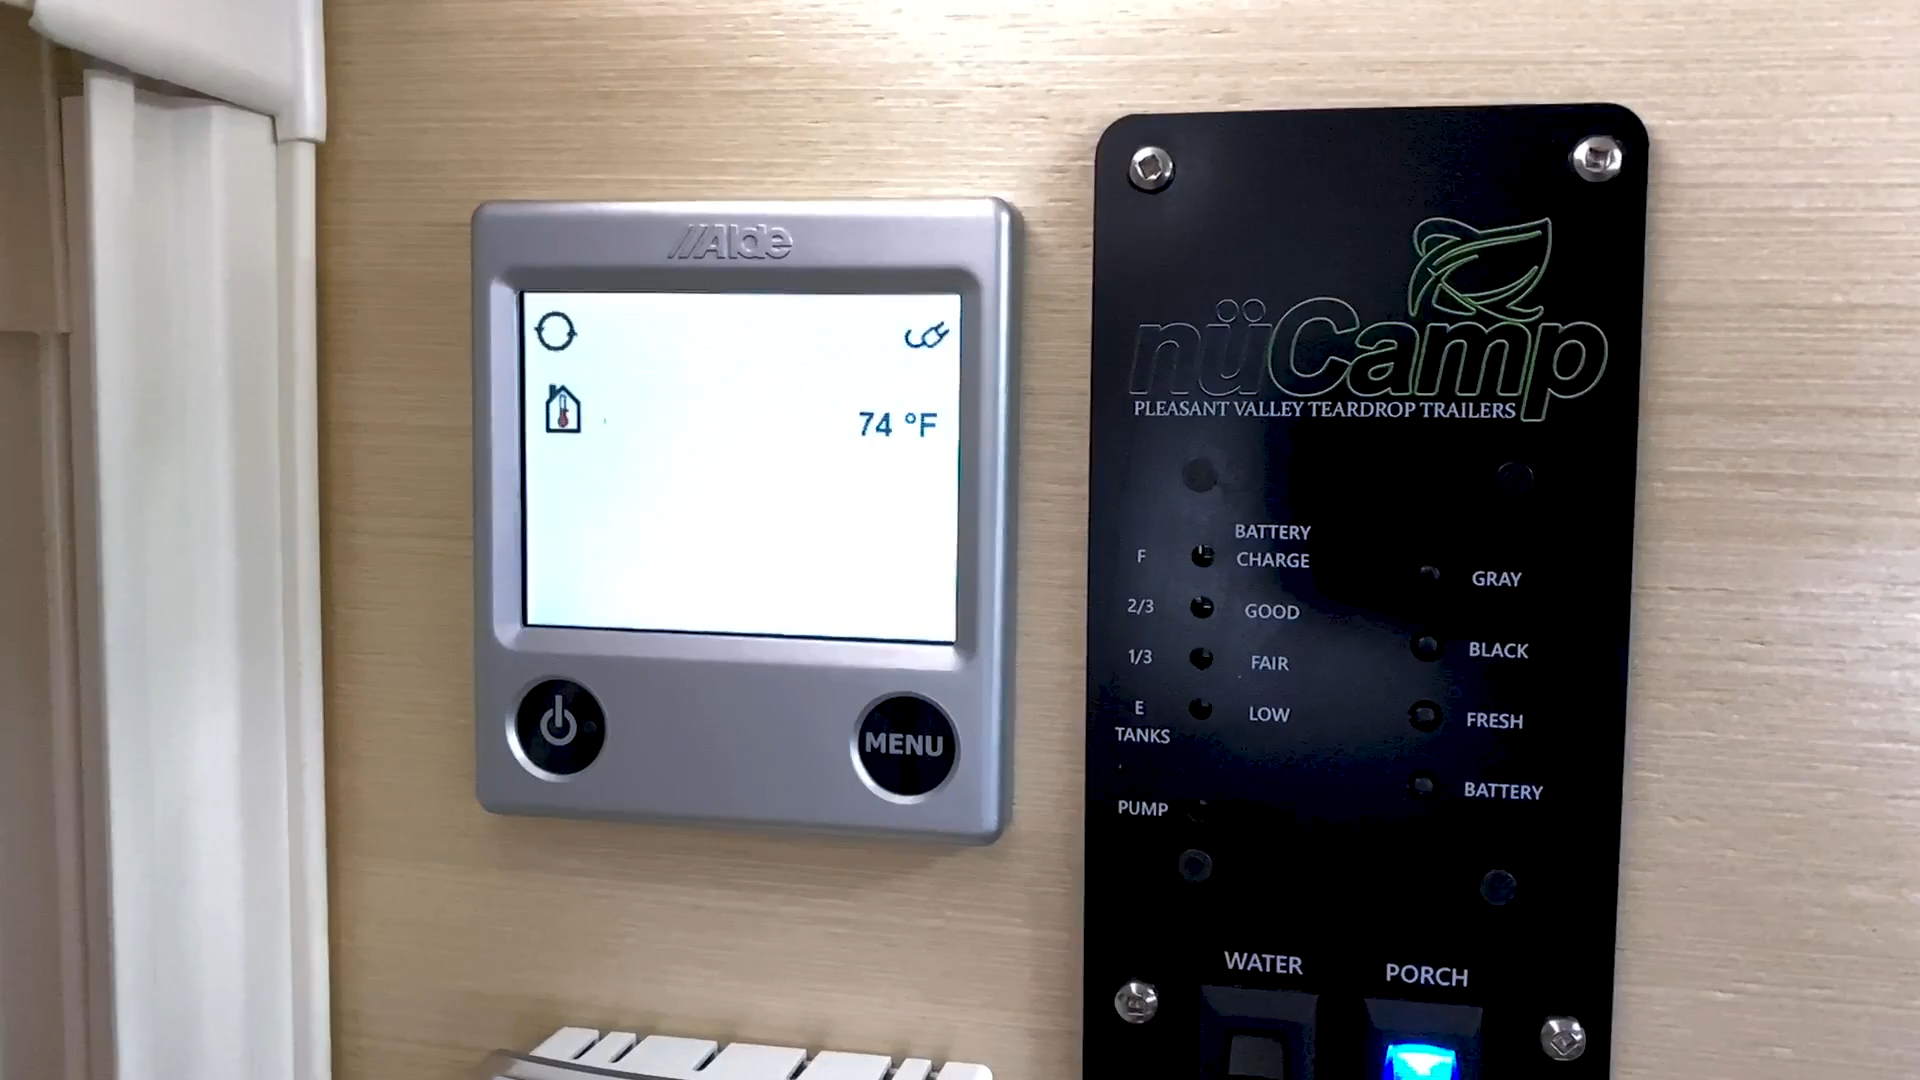 Alde
74 °F
MENU
nüCamp
PLEASANT VALLEY TEARDROP TRAILERS
BATTERY
F CHARGE
2/3 GOOD
1/3 FAIR
E LOW
TANKS
PUMP
GRAY
BLACK
FRESH
BATTERY
WATER PORCH